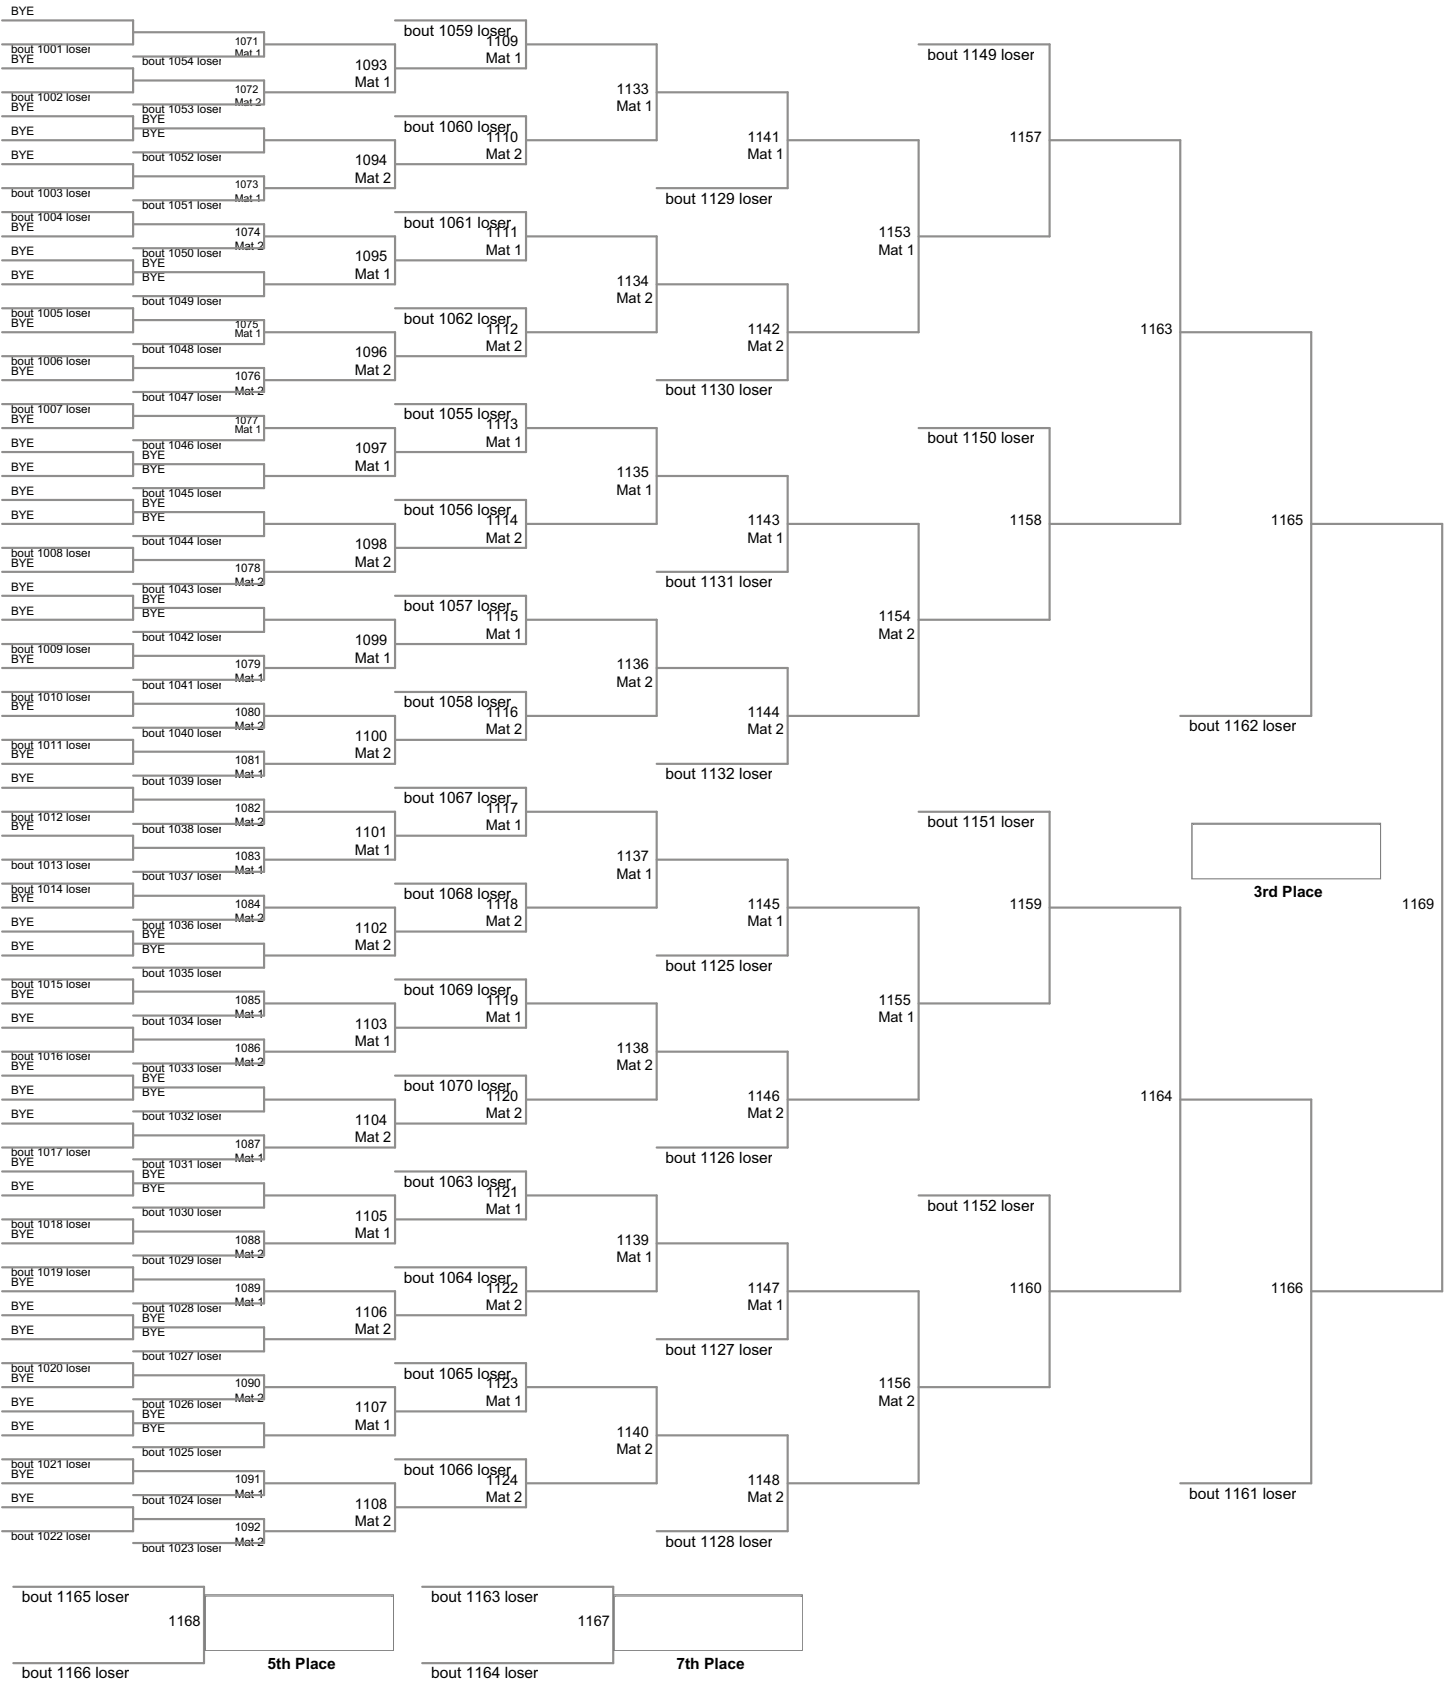 BYE
bout 1001 loser
BYE
bout 1002 loser
BYE
BYE
BYE
bout 1003 loser
bout 1004 loser
BYE
BYE
BYE
bout 1005 loser
BYE
bout 1006 loser
BYE
bout 1007 loser
BYE
BYE
BYE
BYE
BYE
bout 1008 loser
BYE
BYE
BYE
bout 1009 loser
BYE
bout 1010 loser
BYE
bout 1011 loser
BYE
BYE
bout 1012 loser
BYE
bout 1013 loser
bout 1014 loser
BYE
BYE
BYE
bout 1015 loser
BYE
BYE
bout 1016 loser
BYE
BYE
BYE
bout 1017 loser
BYE
BYE
bout 1018 loser
BYE
bout 1019 loser
BYE
BYE
BYE
bout 1020 loser
BYE
BYE
BYE
bout 1021 loser
BYE
BYE
bout 1022 loser
bout 1054 loser
bout 1053 loser
BYE
BYE
bout 1052 loser
bout 1051 loser
bout 1050 loser
BYE
BYE
bout 1049 loser
bout 1048 loser
bout 1047 loser
bout 1046 loser
BYE
BYE
bout 1045 loser
BYE
BYE
bout 1044 loser
bout 1043 loser
BYE
BYE
bout 1042 loser
bout 1041 loser
bout 1040 loser
bout 1039 loser
bout 1038 loser
bout 1037 loser
bout 1036 loser
BYE
BYE
bout 1035 loser
bout 1034 loser
bout 1033 loser
BYE
BYE
bout 1032 loser
bout 1031 loser
BYE
BYE
bout 1030 loser
bout 1029 loser
bout 1028 loser
BYE
BYE
bout 1027 loser
bout 1026 loser
BYE
BYE
bout 1025 loser
bout 1024 loser
bout 1023 loser
1071
Mat 1
1072
Mat 2
1073
Mat 1
1074
Mat 2
1075
Mat 1
1076
Mat 2
1077
Mat 1
1078
Mat 2
1079
Mat 1
1080
Mat 2
1081
Mat 1
1082
Mat 2
1083
Mat 1
1084
Mat 2
1085
Mat 1
1086
Mat 2
1087
Mat 1
1088
Mat 2
1089
Mat 1
1090
Mat 2
1091
Mat 1
1092
Mat 2
1093
Mat 1
1094
Mat 2
1095
Mat 1
1096
Mat 2
1097
Mat 1
1098
Mat 2
1099
Mat 1
1100
Mat 2
1101
Mat 1
1102
Mat 2
1103
Mat 1
1104
Mat 2
1105
Mat 1
1106
Mat 2
1107
Mat 1
1108
Mat 2
bout 1059 loser
1109
Mat 1
bout 1060 loser
1110
Mat 2
bout 1061 loser
1111
Mat 1
bout 1062 loser
1112
Mat 2
bout 1055 loser
1113
Mat 1
bout 1056 loser
1114
Mat 2
bout 1057 loser
1115
Mat 1
bout 1058 loser
1116
Mat 2
bout 1067 loser
1117
Mat 1
bout 1068 loser
1118
Mat 2
bout 1069 loser
1119
Mat 1
bout 1070 loser
1120
Mat 2
bout 1063 loser
1121
Mat 1
bout 1064 loser
1122
Mat 2
bout 1065 loser
1123
Mat 1
bout 1066 loser
1124
Mat 2
1133
Mat 1
1134
Mat 2
1135
Mat 1
1136
Mat 2
1137
Mat 1
1138
Mat 2
1139
Mat 1
1140
Mat 2
1141
Mat 1
bout 1129 loser
1142
Mat 2
bout 1130 loser
1143
Mat 1
bout 1131 loser
1144
Mat 2
bout 1132 loser
1145
Mat 1
bout 1125 loser
1146
Mat 2
bout 1126 loser
1147
Mat 1
bout 1127 loser
1148
Mat 2
bout 1128 loser
1153
Mat 1
1154
Mat 2
1155
Mat 1
1156
Mat 2
bout 1149 loser
1157
bout 1150 loser
1158
bout 1151 loser
1159
bout 1152 loser
1160
1163
1164
1165
bout 1162 loser
3rd Place
1166
bout 1161 loser
1169
bout 1165 loser
1168
bout 1166 loser
5th Place
bout 1163 loser
1167
bout 1164 loser
7th Place